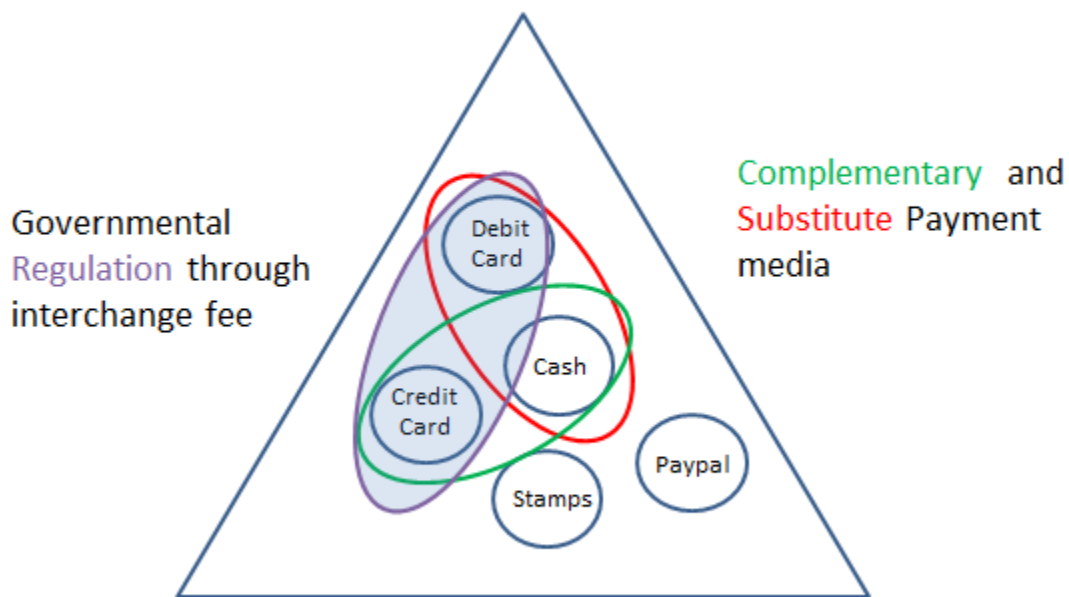 Governmental
Regulation through
interchange fee
Complementary and
Substitute Payment
media
Debit
Card
Cash
Credit
Card
Paypal
Stamps